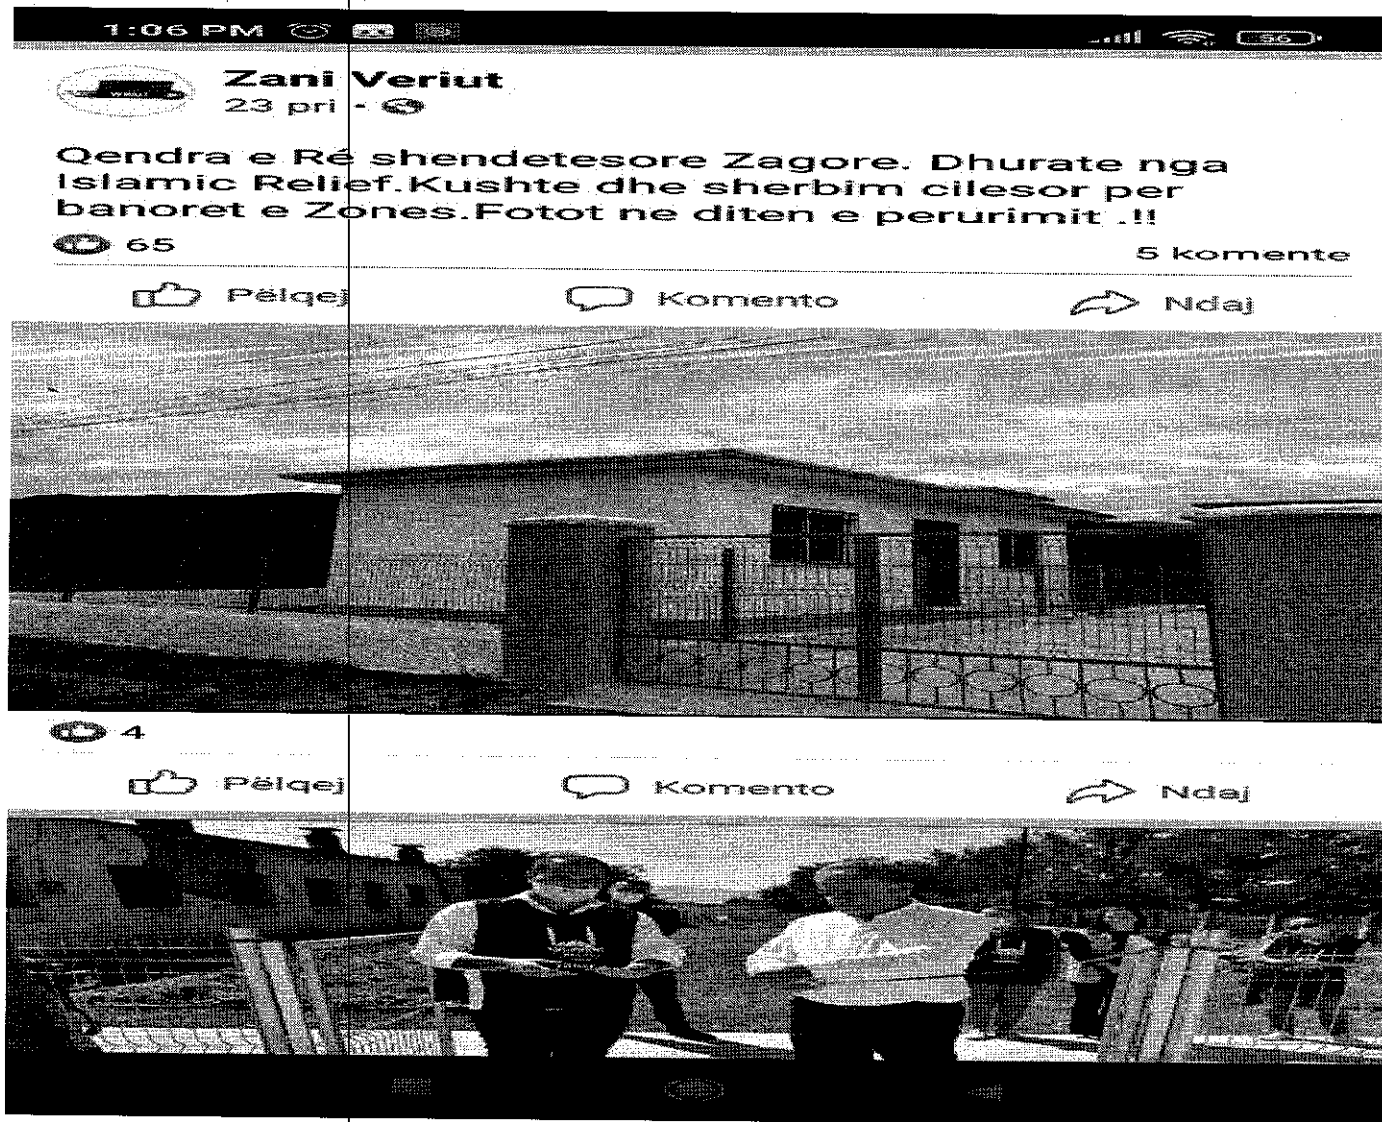 1:06 PM
56
Zani Veriut
23 pri ·
Qendra e Ré shendetesore Zagore. Dhurate nga
Islamic Relief.Kushte dhe sherbim cilesor per
banoret e Zones.Fotot ne diten e perurimit .!!
65
5 komente
Pëlqej
Komento
Ndaj
4
Pëlqej
Komento
Ndaj